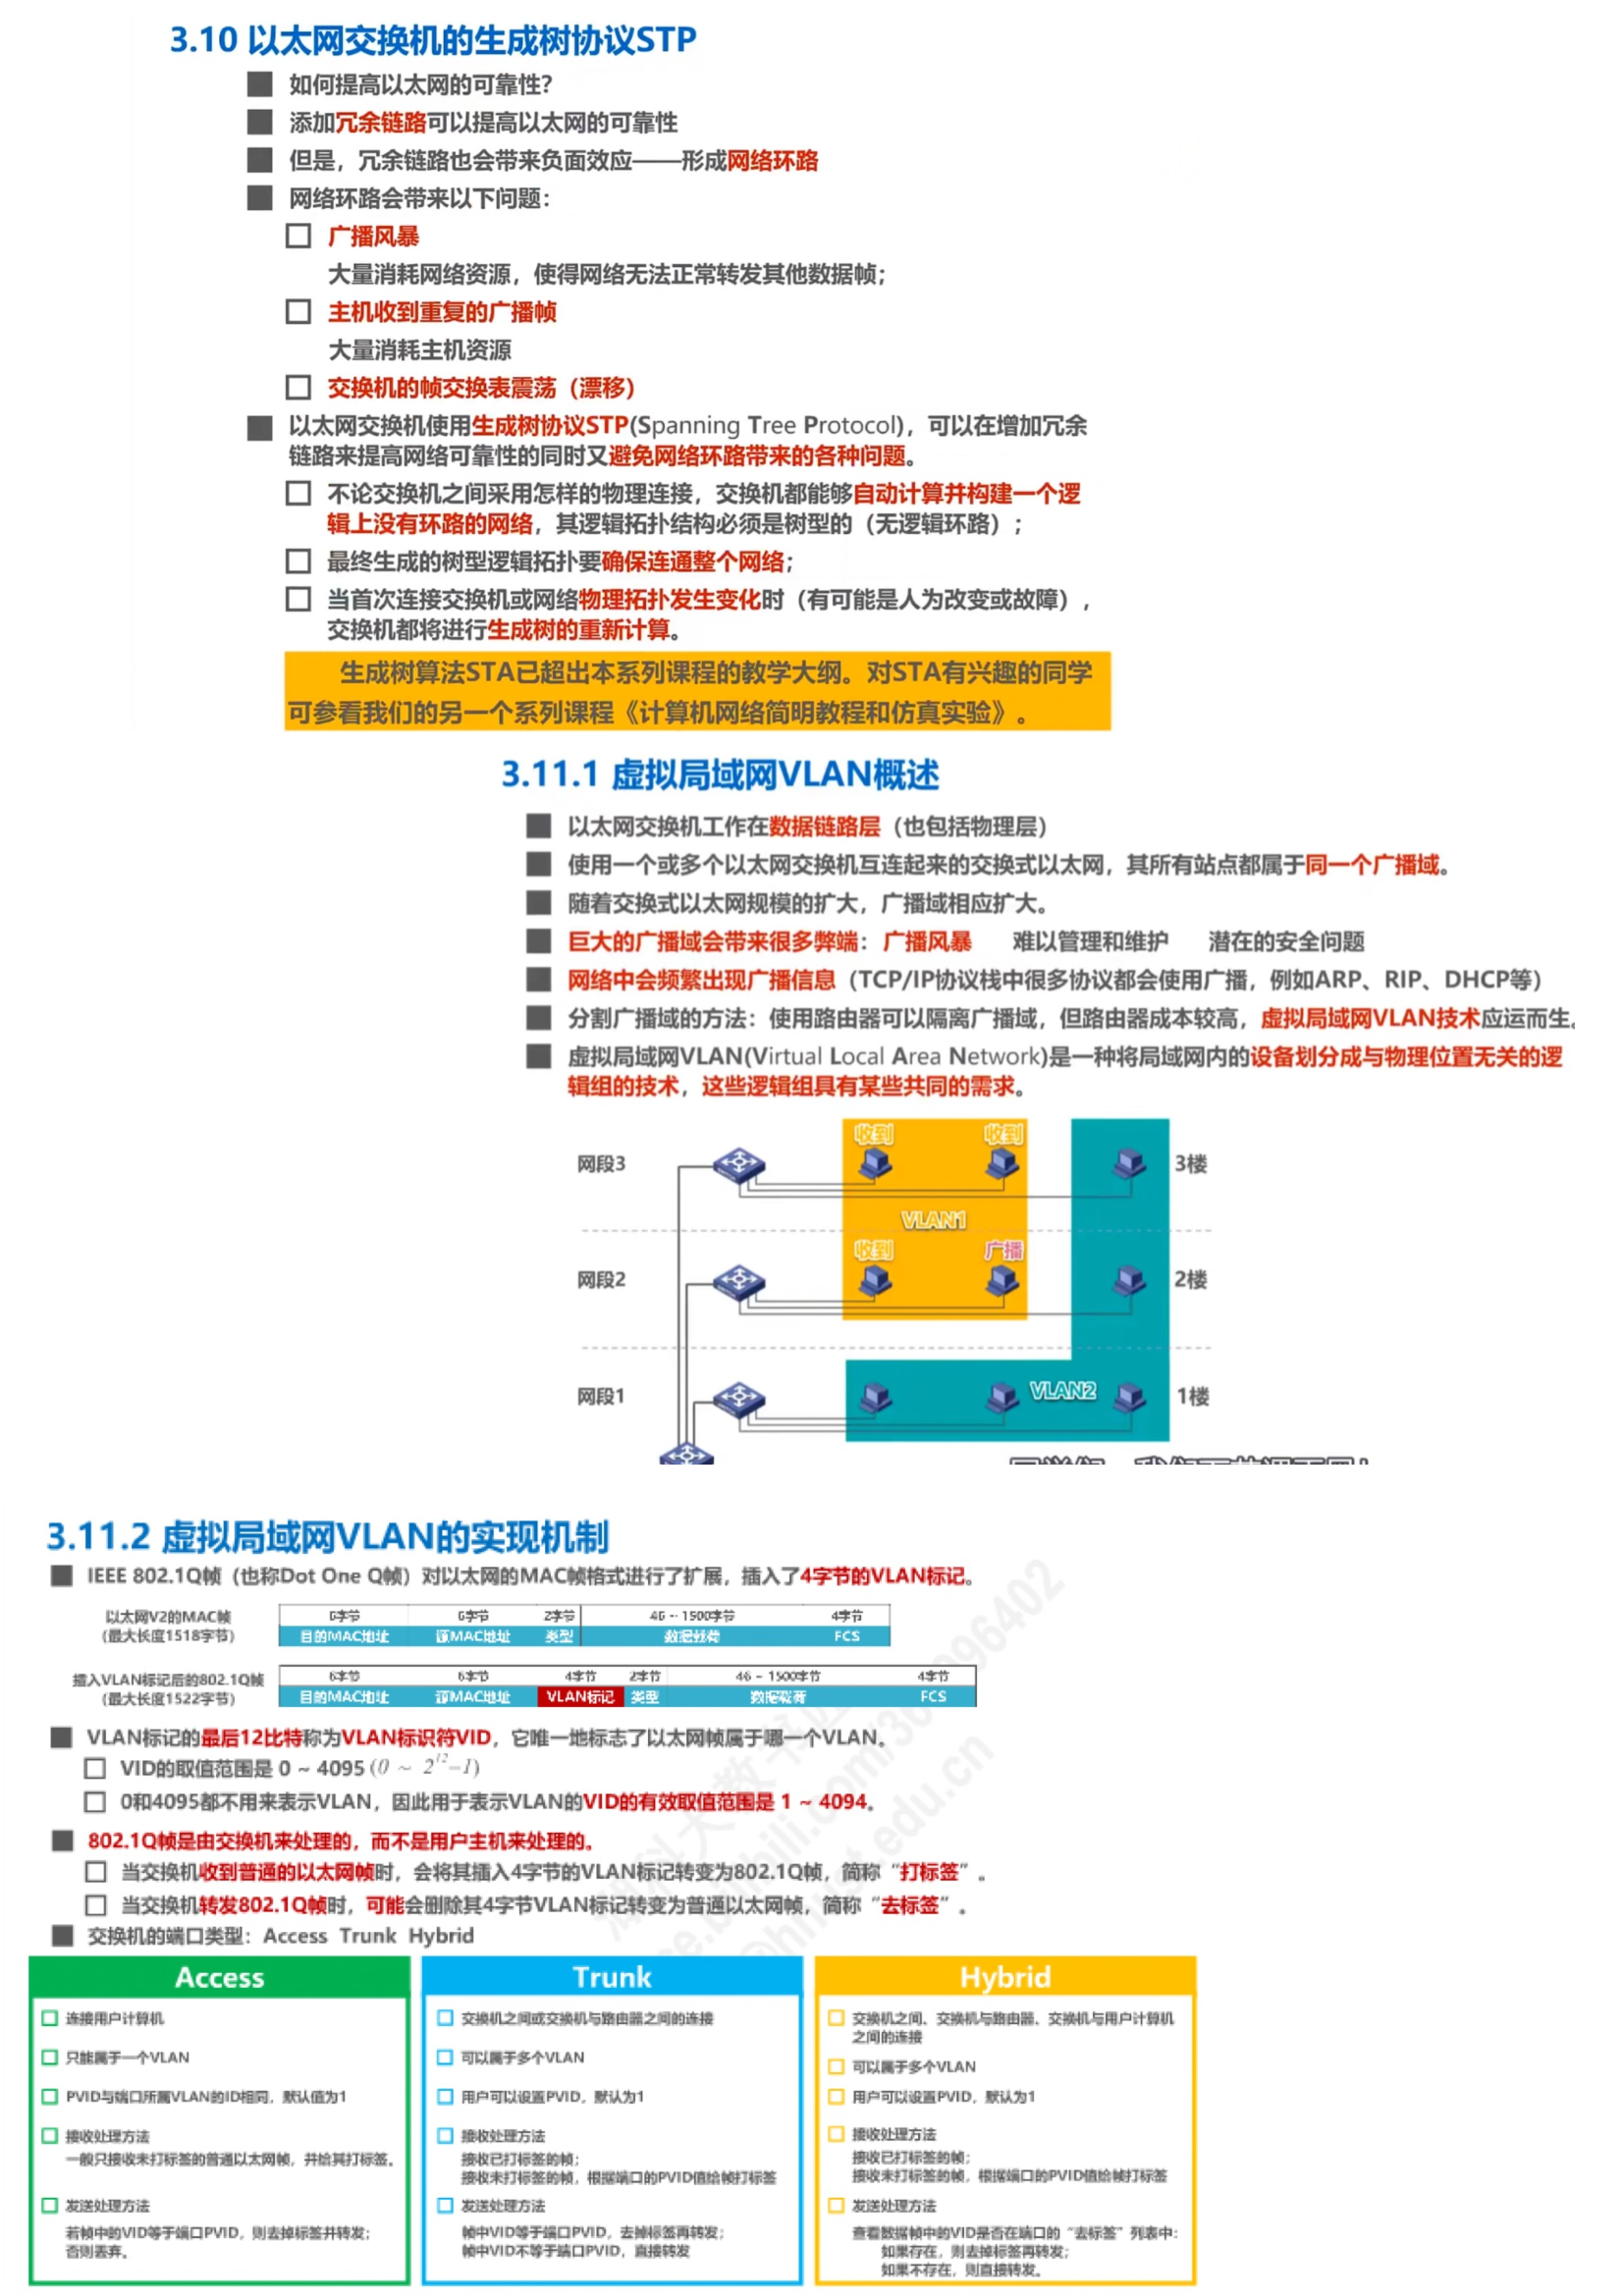 3.10 以太网交换机的生成树协议STP
如何提高以太网的可靠性？
添加冗余链路可以提高以太网的可靠性
但是，冗余链路也会带来负面效应——形成网络环路
网络环路会带来以下问题：
广播风暴
大量消耗网络资源，使得网络无法正常转发其他数据帧；
主机收到重复的广播帧
大量消耗主机资源
交换机的帧交换表震荡（漂移）
以太网交换机使用生成树协议STP(Spanning Tree Protocol)，可以在增加冗余
链路来提高网络可靠性的同时又避免网络环路带来的各种问题。
不论交换机之间采用怎样的物理连接，交换机都能够自动计算并构建一个逻
辑上没有环路的网络，其逻辑拓扑结构必须是树型的（无逻辑环路）；
最终生成的树型逻辑拓扑要确保连通整个网络；
当首次连接交换机或网络物理拓扑发生变化时（有可能是人为改变或故障），
交换机都将进行生成树的重新计算。
生成树算法STA已超出本系列课程的教学大纲。对STA有兴趣的同学
可参看我们的另一个系列课程《计算机网络简明教程和仿真实验》。
3.11.1 虚拟局域网VLAN概述
以太网交换机工作在数据链路层（也包括物理层）
使用一个或多个以太网交换机互连起来的交换式以太网，其所有站点都属于同一个广播域。
随着交换式以太网规模的扩大，广播域相应扩大。
巨大的广播域会带来很多弊端：广播风暴 难以管理和维护 潜在的安全问题
网络中会频繁出现广播信息（TCP/IP协议栈中很多协议都会使用广播，例如ARP、RIP、DHCP等）
分割广播域的方法：使用路由器可以隔离广播域，但路由器成本较高，虚拟局域网VLAN技术应运而生。
虚拟局域网VLAN(Virtual Local Area Network)是一种将局域网内的设备划分成与物理位置无关的逻
辑组的技术，这些逻辑组具有某些共同的需求。
收到 收到
网段3 3楼
VLAN1
收到 广播
网段2 2楼
网段1 VLAN2 1楼
3.11.2 虚拟局域网VLAN的实现机制
IEEE 802.1Q帧（也称Dot One Q帧）对以太网的MAC帧格式进行了扩展，插入了4字节的VLAN标记。
以太网V2的MAC帧
（最大长度1518字节）
6字节 6字节 2字节 46 ~ 1500字节 4字节
目的MAC地址 源MAC地址 类型 数据载荷 FCS
插入VLAN标记后的802.1Q帧
（最大长度1522字节）
6字节 6字节 4字节 2字节 46 ~ 1500字节 4字节
目的MAC地址 源MAC地址 VLAN标记 类型 数据载荷 FCS
VLAN标记的最后12比特称为VLAN标识符VID，它唯一地标志了以太网帧属于哪一个VLAN。
VID的取值范围是 0 ~ 4095 (0 ~ 2^12-1)
0和4095都不用来表示VLAN，因此用于表示VLAN的VID的有效取值范围是 1 ~ 4094。
802.1Q帧是由交换机来处理的，而不是用户主机来处理的。
当交换机收到普通的以太网帧时，会将其插入4字节的VLAN标记转变为802.1Q帧，简称“打标签”。
当交换机转发802.1Q帧时，可能会删除其4字节VLAN标记转变为普通以太网帧，简称“去标签”。
交换机的端口类型：Access Trunk Hybrid
Access
连接用户计算机
只能属于一个VLAN
PVID与端口所属VLAN的ID相同，默认值为1
接收处理方法
一般只接收未打标签的普通以太网帧，并给其打标签。
发送处理方法
若帧中的VID等于端口PVID，则去掉标签并转发；
否则丢弃。
Trunk
交换机之间或交换机与路由器之间的连接
可以属于多个VLAN
用户可以设置PVID，默认为1
接收处理方法
接收已打标签的帧；
接收未打标签的帧，根据端口的PVID值给帧打标签
发送处理方法
帧中VID等于端口PVID，去掉标签再转发；
帧中VID不等于端口PVID，直接转发
Hybrid
交换机之间、交换机与路由器、交换机与用户计算机
之间的连接
可以属于多个VLAN
用户可以设置PVID，默认为1
接收处理方法
接收已打标签的帧；
接收未打标签的帧，根据端口的PVID值给帧打标签
发送处理方法
查看数据帧中的VID是否在端口的“去标签”列表中：
如果存在，则去掉标签再转发；
如果不存在，则直接转发。